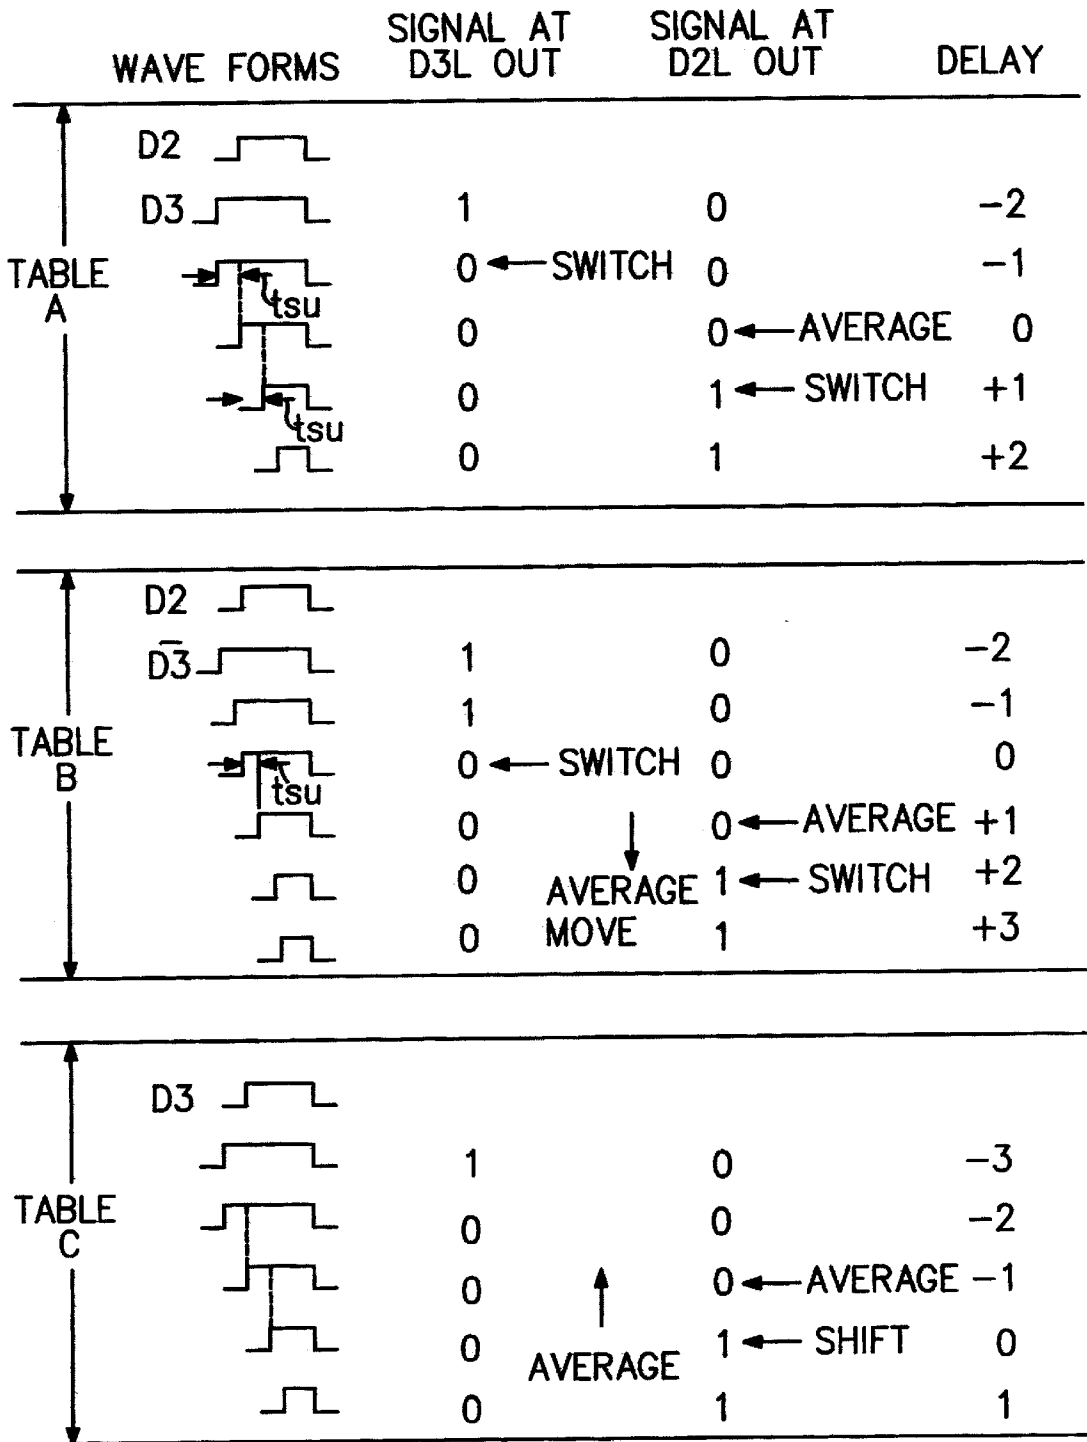 WAVE FORMS SIGNAL AT D3L OUT SIGNAL AT D2L OUT DELAY
TABLE A
D2
D3 1 0 -2
tsu 0 SWITCH 0 -1
0 0 AVERAGE 0
tsu 0 1 SWITCH +1
0 1 +2
TABLE B
D2
D̅3 1 0 -2
1 0 -1
tsu 0 SWITCH 0 0
0 0 AVERAGE +1
0 AVERAGE MOVE 1 SWITCH +2
0 1 +3
TABLE C
D3
1 0 -3
0 0 -2
0 0 AVERAGE -1
0 AVERAGE 1 SHIFT 0
0 1 1